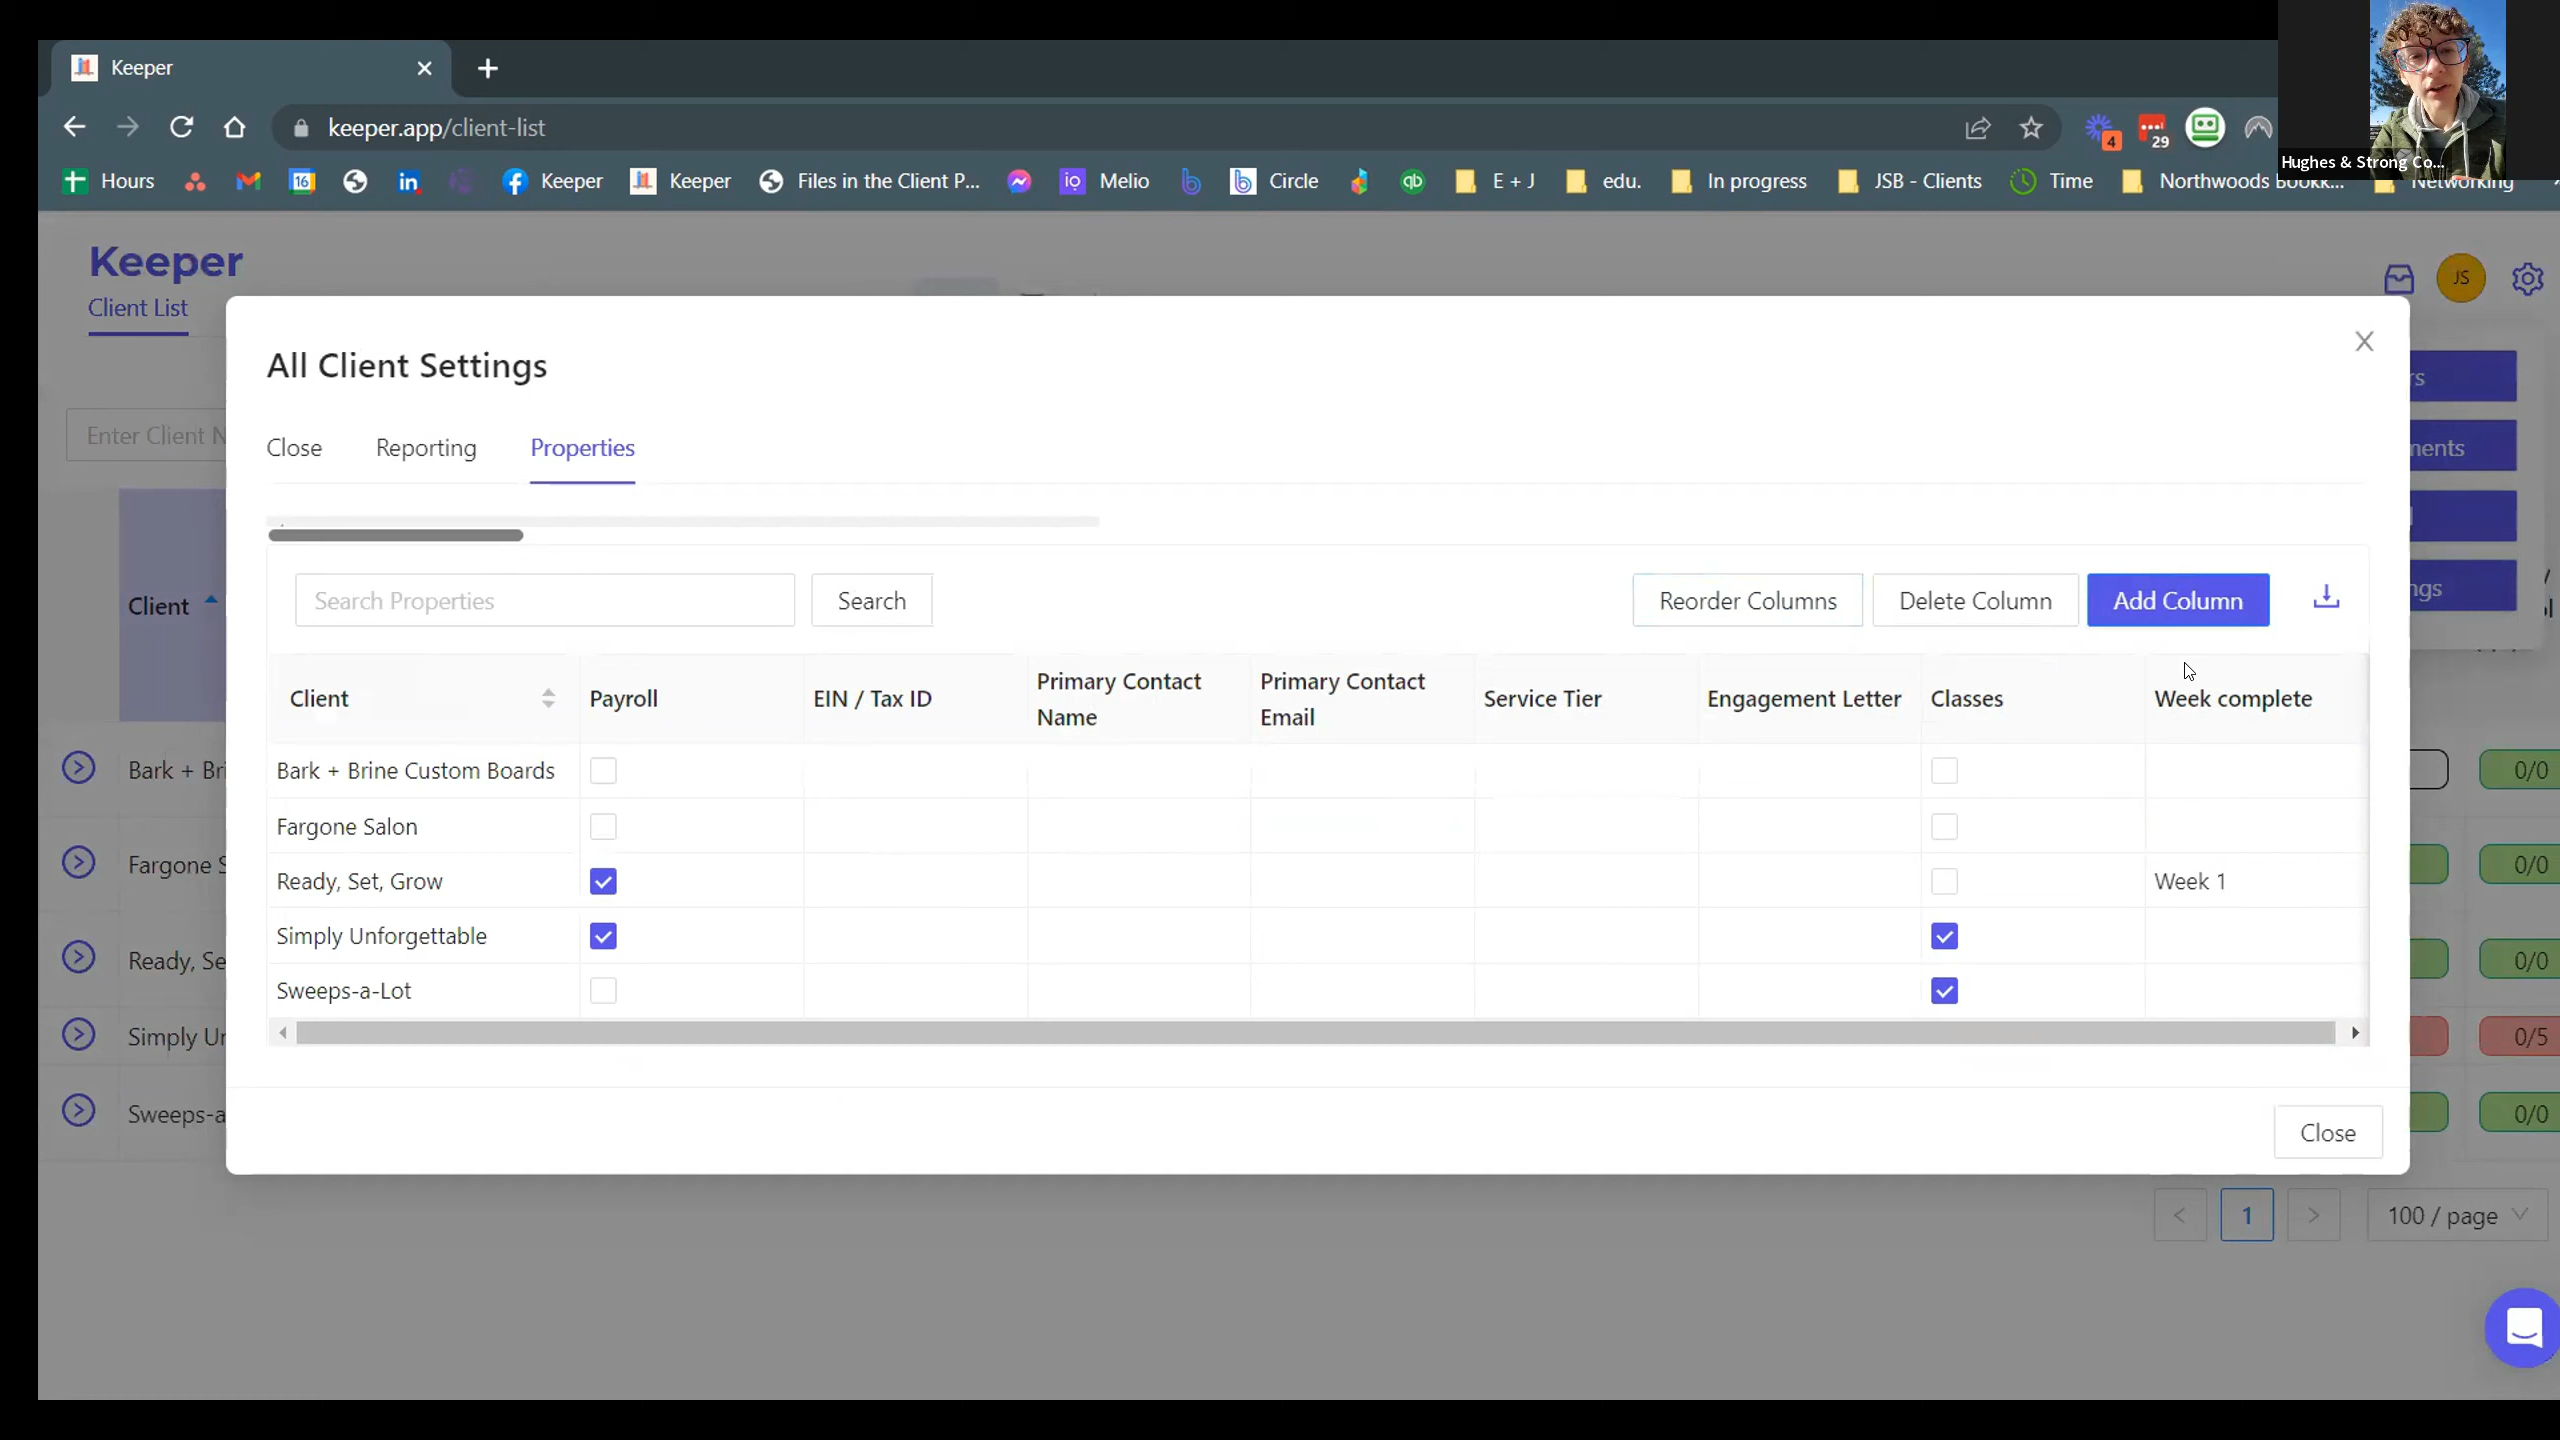 Keeper
keeper.app/client-list
4
29
Hours
16
Keeper
Keeper
Files in the Client P...
Melio
Circle
E + J
edu.
In progress
JSB - Clients
Time
Northwoods Bookk...
Networking
Hughes & Strong Co...
Keeper
JS
Client List
All Client Settings
Close
Reporting
Properties
Enter Client N
Search Properties
Search
Reorder Columns
Delete Column
Add Column
Client
Client
Payroll
EIN / Tax ID
Primary Contact Name
Primary Contact Email
Service Tier
Engagement Letter
Classes
Week complete
Bark + Bri
Bark + Brine Custom Boards
0/0
Fargone S
Fargone Salon
0/0
Ready, Se
Ready, Set, Grow
Week 1
0/0
Simply Ur
Simply Unforgettable
0/5
Sweeps-a
Sweeps-a-Lot
0/0
Close
1
100 / page